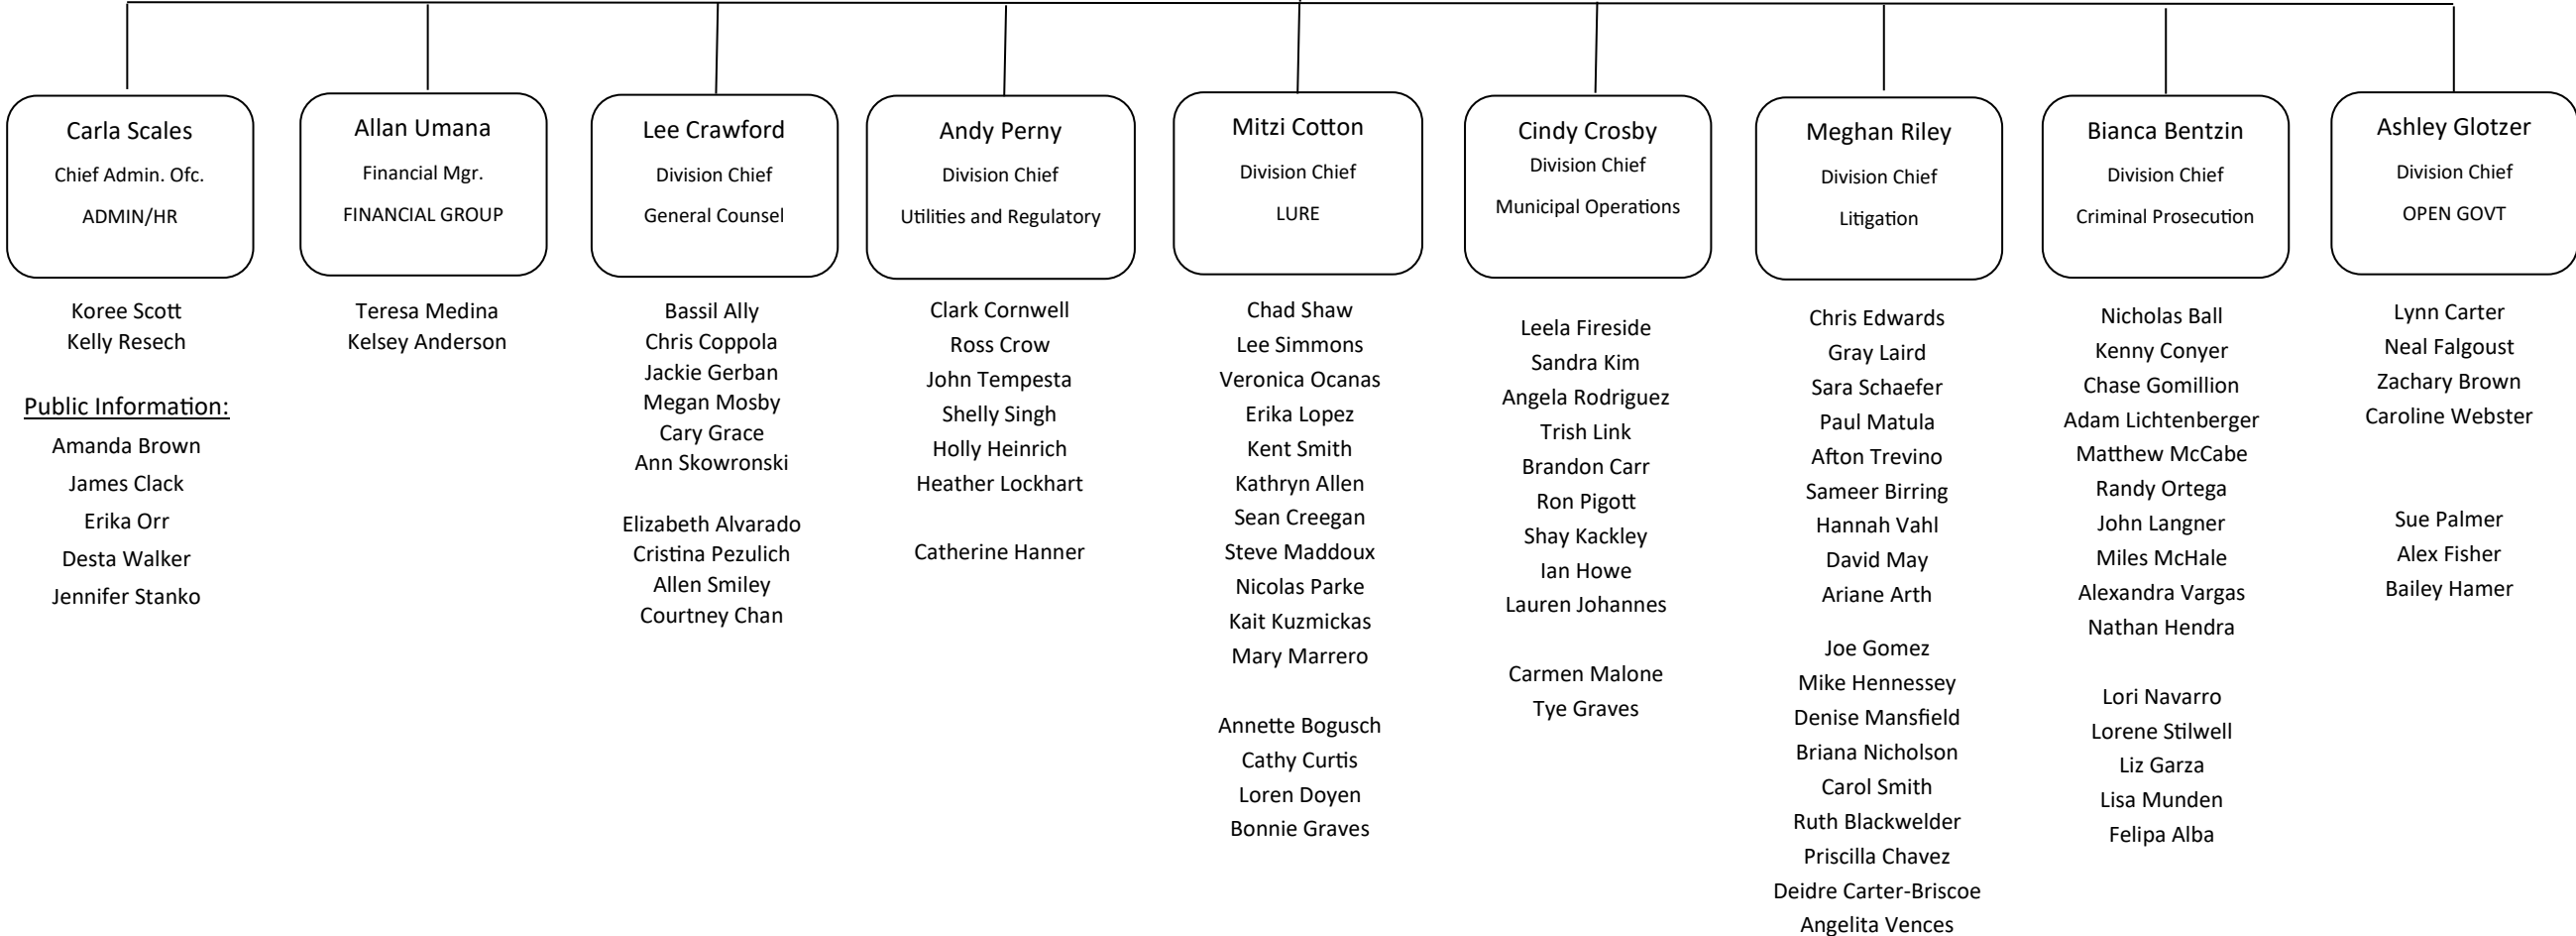 Carla Scales
Chief Admin. Ofc.
ADMIN/HR
Koree Scott
Kelly Resech
Public Information:
Amanda Brown
James Clack
Erika Orr
Desta Walker
Jennifer Stanko
Allan Umana
Financial Mgr.
FINANCIAL GROUP
Teresa Medina
Kelsey Anderson
Lee Crawford
Division Chief
General Counsel
Bassil Ally
Chris Coppola
Jackie Gerban
Megan Mosby
Cary Grace
Ann Skowronski
Elizabeth Alvarado
Cristina Pezulich
Allen Smiley
Courtney Chan
Andy Perny
Division Chief
Utilities and Regulatory
Clark Cornwell
Ross Crow
John Tempesta
Shelly Singh
Holly Heinrich
Heather Lockhart
Catherine Hanner
Mitzi Cotton
Division Chief
LURE
Chad Shaw
Lee Simmons
Veronica Ocanas
Erika Lopez
Kent Smith
Kathryn Allen
Sean Creegan
Steve Maddoux
Nicolas Parke
Kait Kuzmickas
Mary Marrero
Annette Bogusch
Cathy Curtis
Loren Doyen
Bonnie Graves
Cindy Crosby
Division Chief
Municipal Operations
Leela Fireside
Sandra Kim
Angela Rodriguez
Trish Link
Brandon Carr
Ron Pigott
Shay Kackley
Ian Howe
Lauren Johannes
Carmen Malone
Tye Graves
Meghan Riley
Division Chief
Litigation
Chris Edwards
Gray Laird
Sara Schaefer
Paul Matula
Afton Trevino
Sameer Birring
Hannah Vahl
David May
Ariane Arth
Joe Gomez
Mike Hennessey
Denise Mansfield
Briana Nicholson
Carol Smith
Ruth Blackwelder
Priscilla Chavez
Deidre Carter-Briscoe
Angelita Vences
Bianca Bentzin
Division Chief
Criminal Prosecution
Nicholas Ball
Kenny Conyer
Chase Gomillion
Adam Lichtenberger
Matthew McCabe
Randy Ortega
John Langner
Miles McHale
Alexandra Vargas
Nathan Hendra
Lori Navarro
Lorene Stilwell
Liz Garza
Lisa Munden
Felipa Alba
Ashley Glotzer
Division Chief
OPEN GOVT
Lynn Carter
Neal Falgoust
Zachary Brown
Caroline Webster
Sue Palmer
Alex Fisher
Bailey Hamer